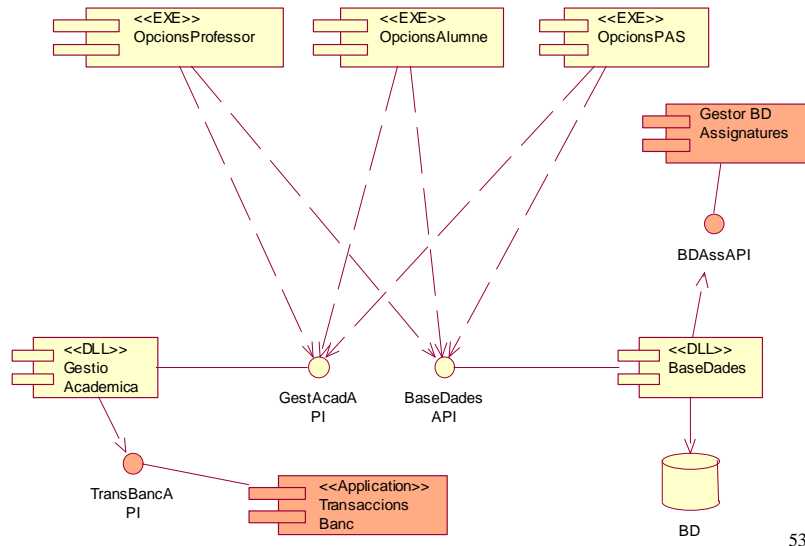 <<EXE>>
OpcionsProfessor
<<EXE>>
OpcionsAlumne
<<EXE>>
OpcionsPAS
Gestor BD
Assignatures
BDAssAPI
<<DLL>>
Gestio
Academica
GestAcadA
PI
BaseDades
API
<<DLL>>
BaseDades
TransBancA
PI
<<Application>>
Transaccions
Banc
BD
53